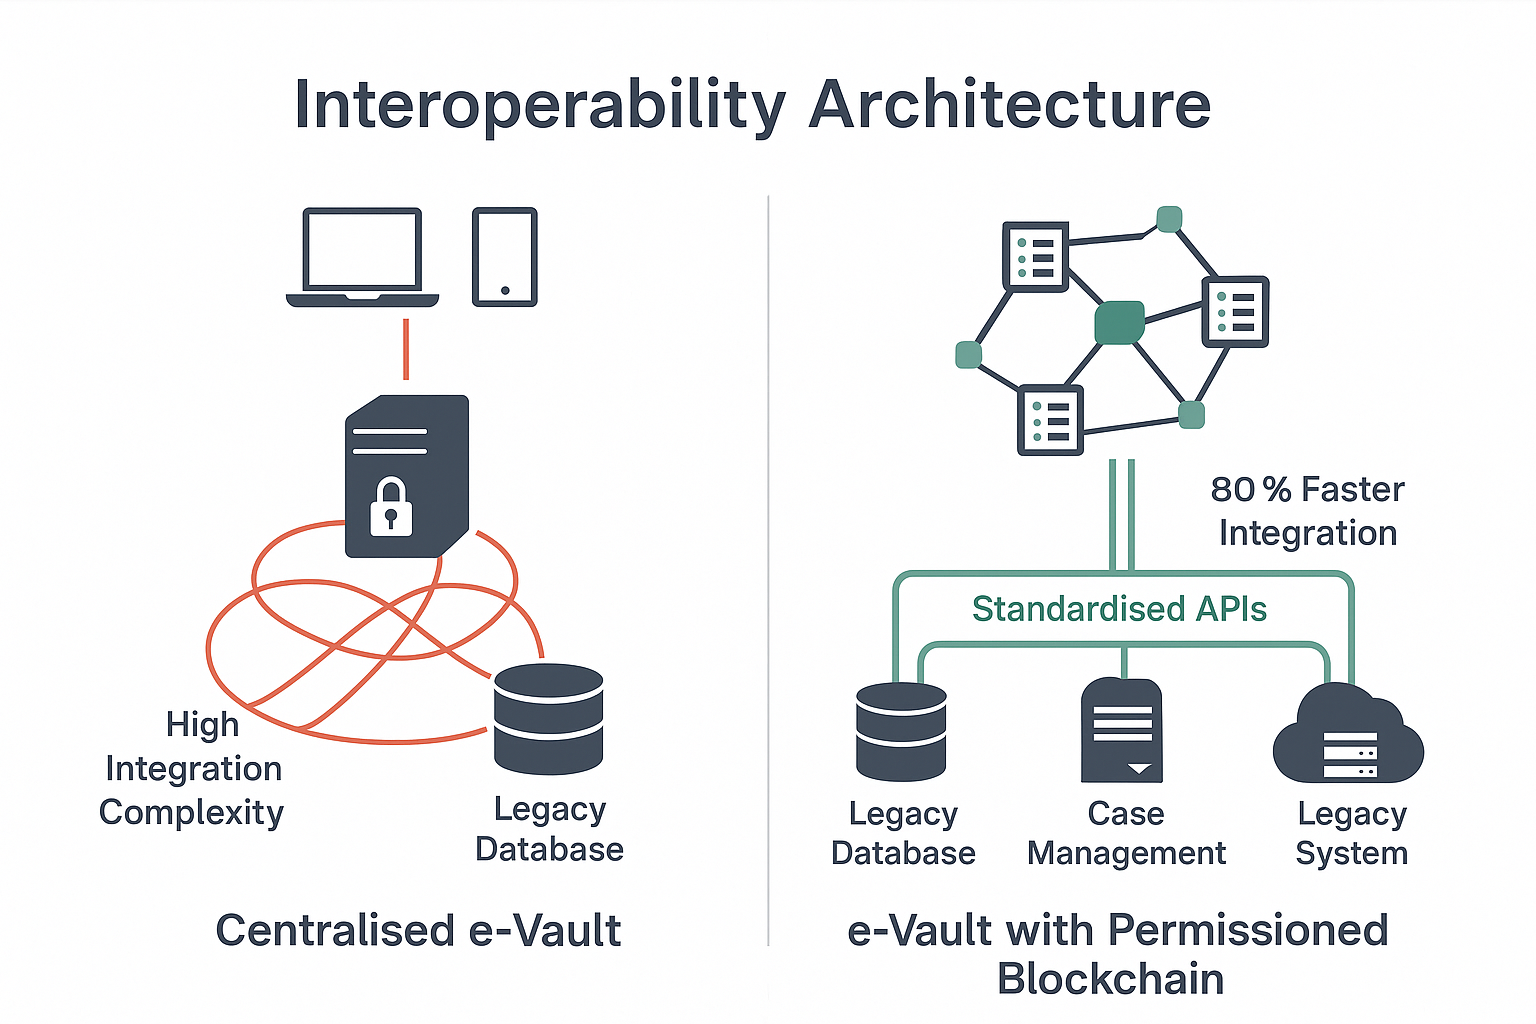 Interoperability Architecture
High
Integration
Complexity
Legacy
Database
Centralised e-Vault
80 % Faster
Integration
Standardised APIs
Legacy
Database
Case
Management
Legacy
System
e-Vault with Permissioned
Blockchain